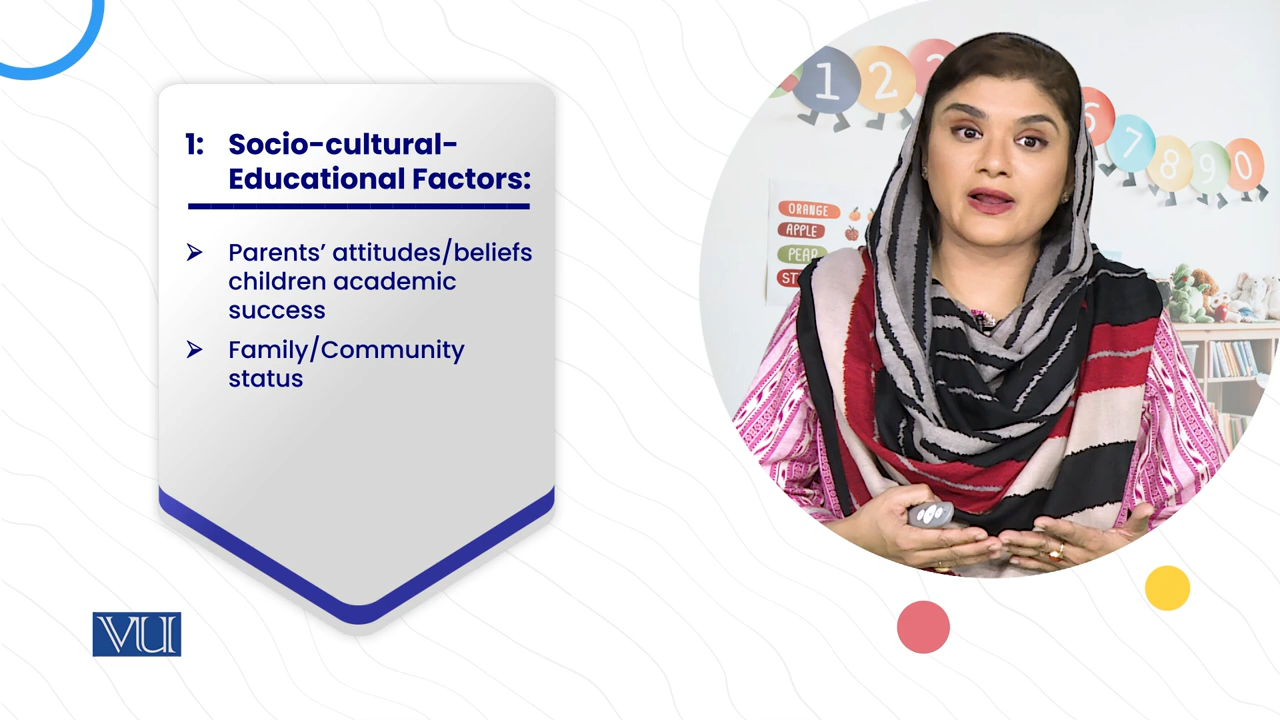 1: Socio-cultural-
Educational Factors:
➢ Parents’ attitudes/beliefs
children academic
success
➢ Family/Community
status
VU
1 2
6 7 8 9 0
ORANGE
APPLE
PEAR
ST